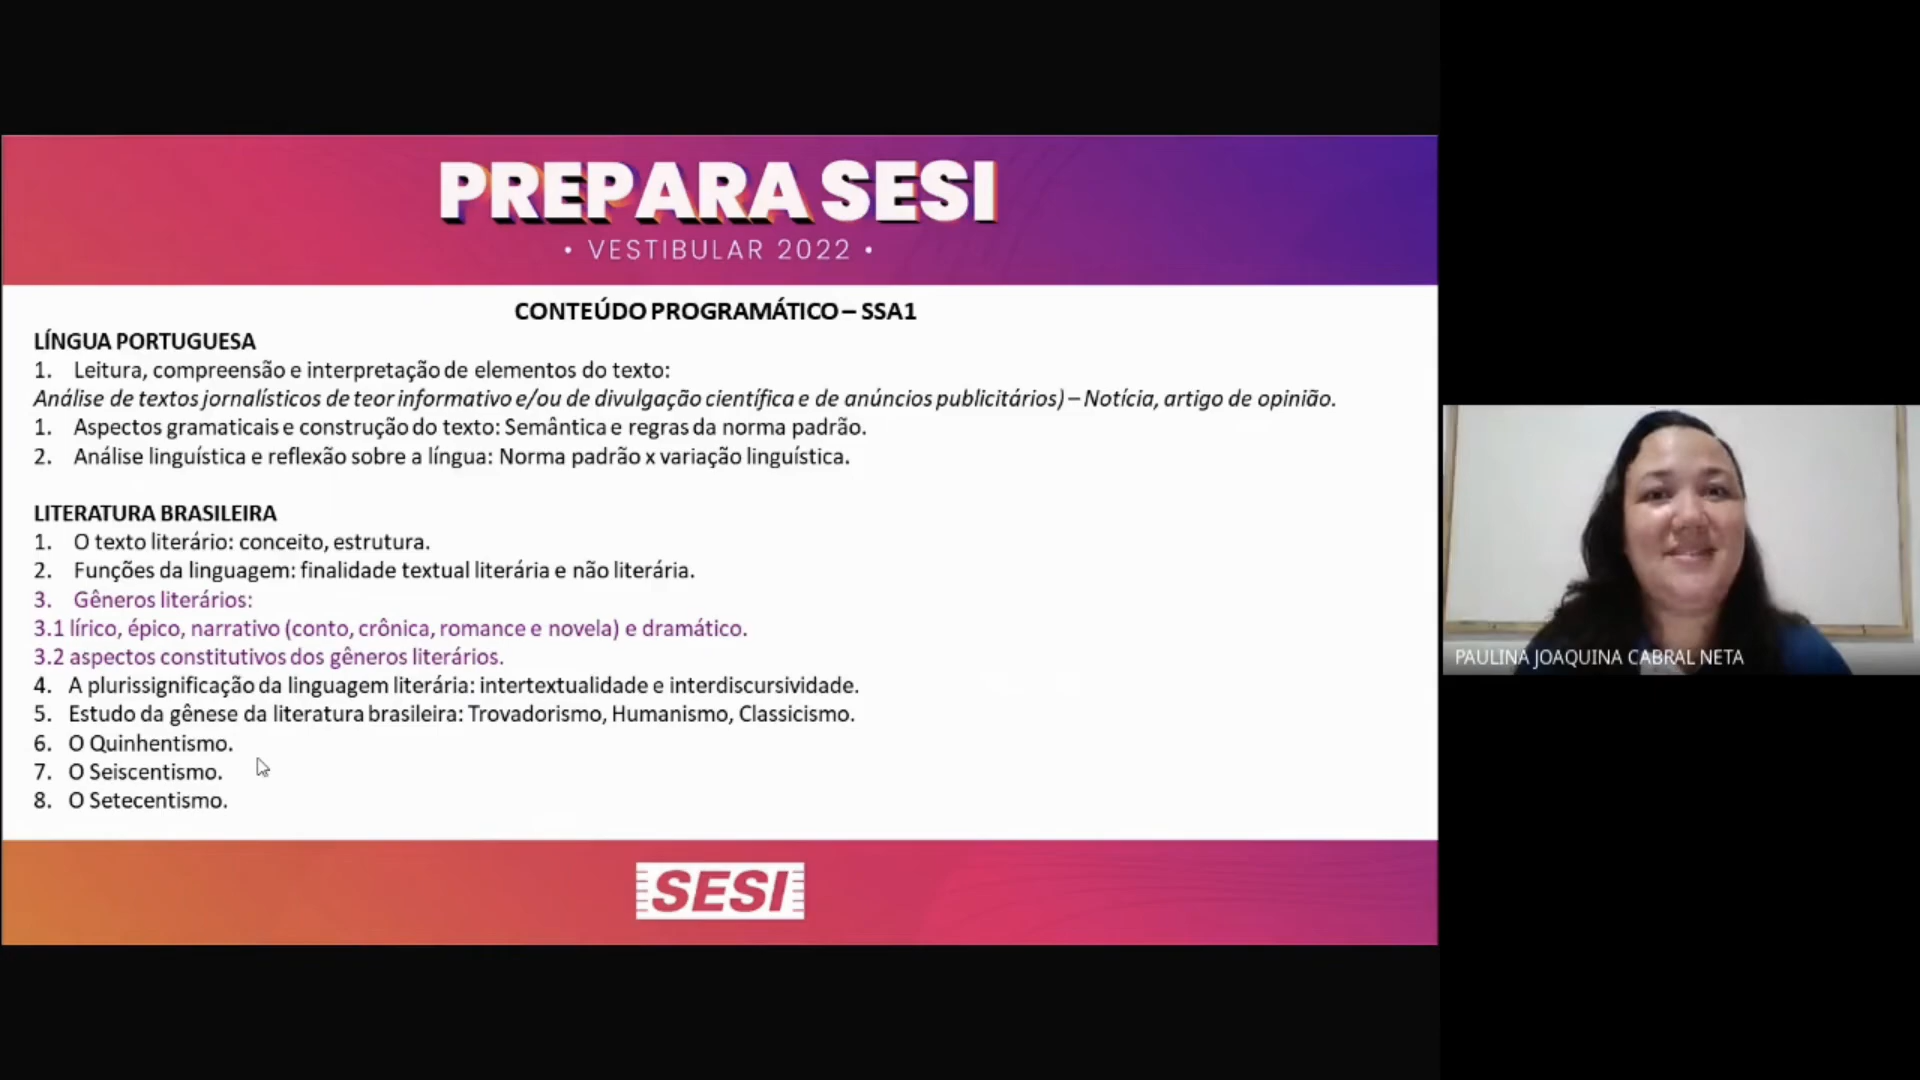 PREPARA SESI
• VESTIBULAR 2022 •
CONTEÚDO PROGRAMÁTICO – SSA1
LÍNGUA PORTUGUESA
1. Leitura, compreensão e interpretação de elementos do texto:
Análise de textos jornalísticos de teor informativo e/ou de divulgação científica e de anúncios publicitários) – Notícia, artigo de opinião.
1. Aspectos gramaticais e construção do texto: Semântica e regras da norma padrão.
2. Análise linguística e reflexão sobre a língua: Norma padrão x variação linguística.
LITERATURA BRASILEIRA
1. O texto literário: conceito, estrutura.
2. Funções da linguagem: finalidade textual literária e não literária.
3. Gêneros literários:
3.1 lírico, épico, narrativo (conto, crônica, romance e novela) e dramático.
3.2 aspectos constitutivos dos gêneros literários.
4. A plurissignificação da linguagem literária: intertextualidade e interdiscursividade.
5. Estudo da gênese da literatura brasileira: Trovadorismo, Humanismo, Classicismo.
6. O Quinhentismo.
7. O Seiscentismo.
8. O Setecentismo.
SESI
PAULINA JOAQUINA CABRAL NETA